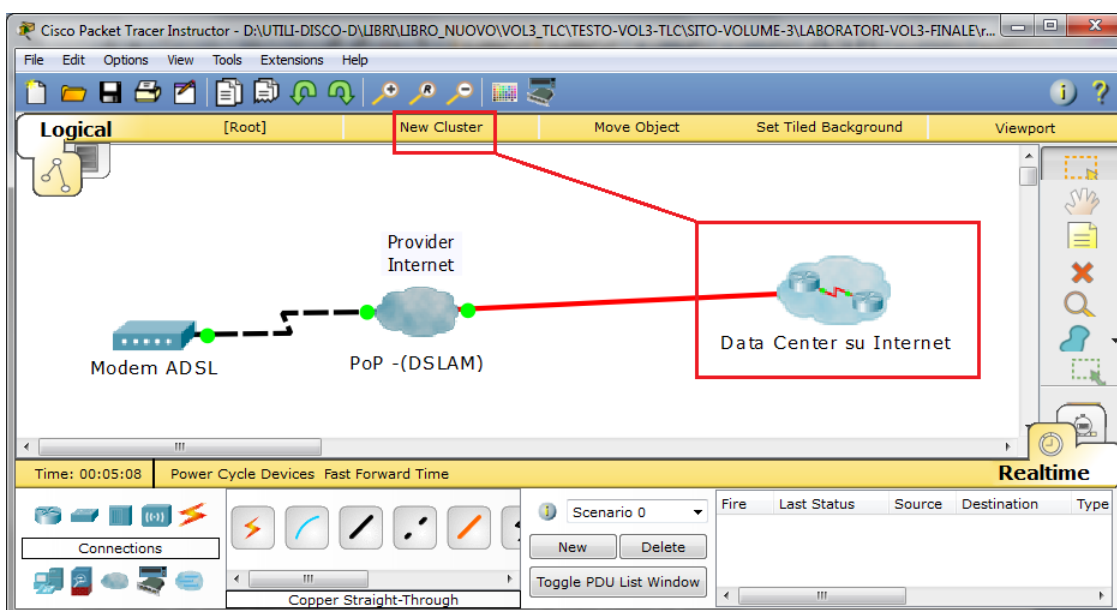 Cisco Packet Tracer Instructor - D:\UTILI-DISCO-D\LIBRI\LIBRO_NUOVO\VOL3_TLC\TESTO-VOL3-TLC\SITO-VOLUME-3\LABORATORI-VOL3-FINALE\r...
File Edit Options View Tools Extensions Help
Logical [Root] New Cluster Move Object Set Tiled Background Viewport
Provider
Internet
Modem ADSL
PoP -(DSLAM)
Data Center su Internet
Time: 00:05:08 Power Cycle Devices Fast Forward Time Realtime
Connections
Copper Straight-Through
Scenario 0
New Delete
Toggle PDU List Window
Fire Last Status Source Destination Type